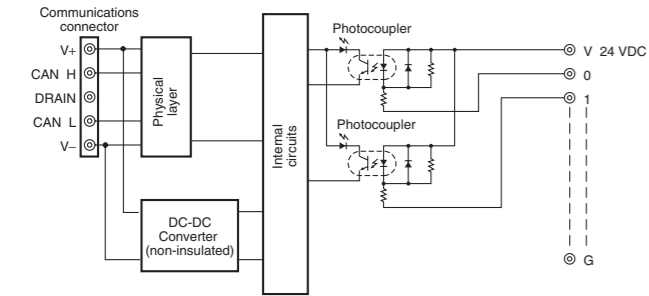 Communications
connector
V+
CAN H
DRAIN
CAN L
V−
Physical
layer
DC-DC
Converter
(non-insulated)
Internal
circuits
Photocoupler
Photocoupler
V 24 VDC
0
1
G